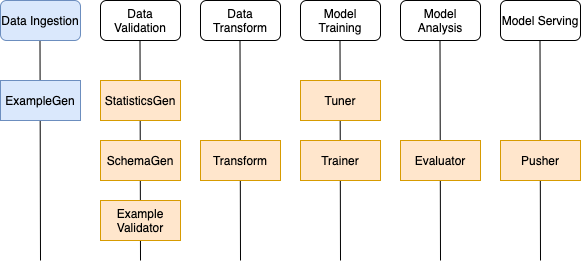 Data Ingestion
Data
Validation
Data
Transform
Model
Training
Model
Analysis
Model Serving
ExampleGen
StatisticsGen
Tuner
SchemaGen
Transform
Trainer
Evaluator
Pusher
Example
Validator